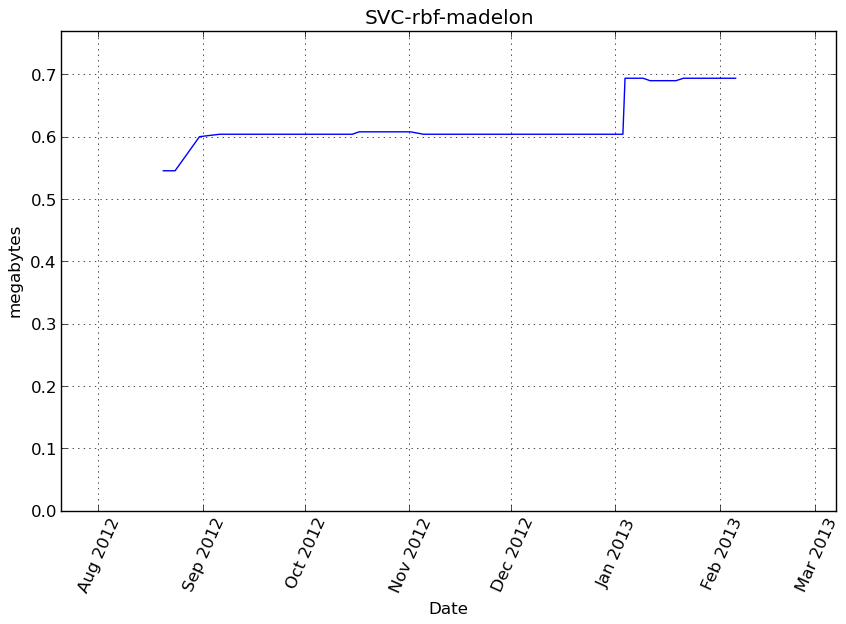 SVC-rbf-madelon
0.7
0.6
0.5
0.4
0.3
0.2
0.1
0.0
megabytes
Aug 2012
Sep 2012
Oct 2012
Nov 2012
Dec 2012
Jan 2013
Feb 2013
Mar 2013
Date